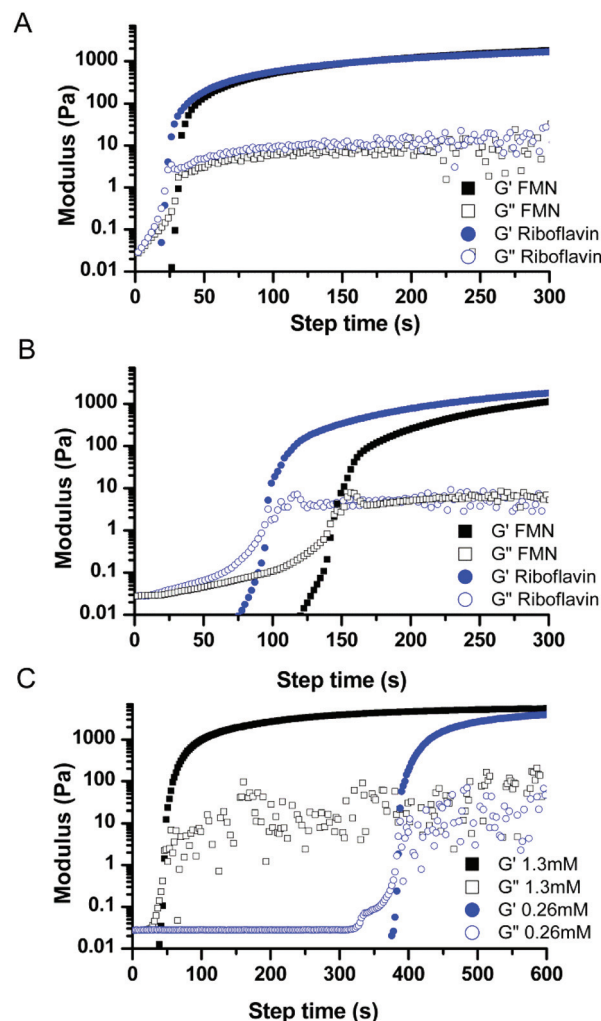 A
Modulus (Pa)
1000
100
10
1
0.1
0.01
G' FMN
G" FMN
G' Riboflavin
G" Riboflavin
0 50 100 150 200 250 300
Step time (s)
B
Modulus (Pa)
1000
100
10
1
0.1
0.01
G' FMN
G" FMN
G' Riboflavin
G" Riboflavin
0 50 100 150 200 250 300
Step time (s)
C
Modulus (Pa)
1000
100
10
1
0.1
0.01
G' 1.3mM
G" 1.3mM
G' 0.26mM
G" 0.26mM
0 100 200 300 400 500 600
Step time (s)